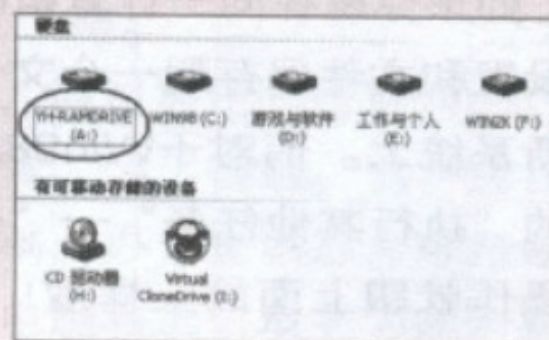 硬盘
YH-RAMDRIVE (A:)
WIN98 (C:)
游戏与软件 (D:)
工作与个人 (E:)
WIN2K (F:)
有可移动存储的设备
CD 驱动器 (H:)
Virtual CloneDrive (I:)